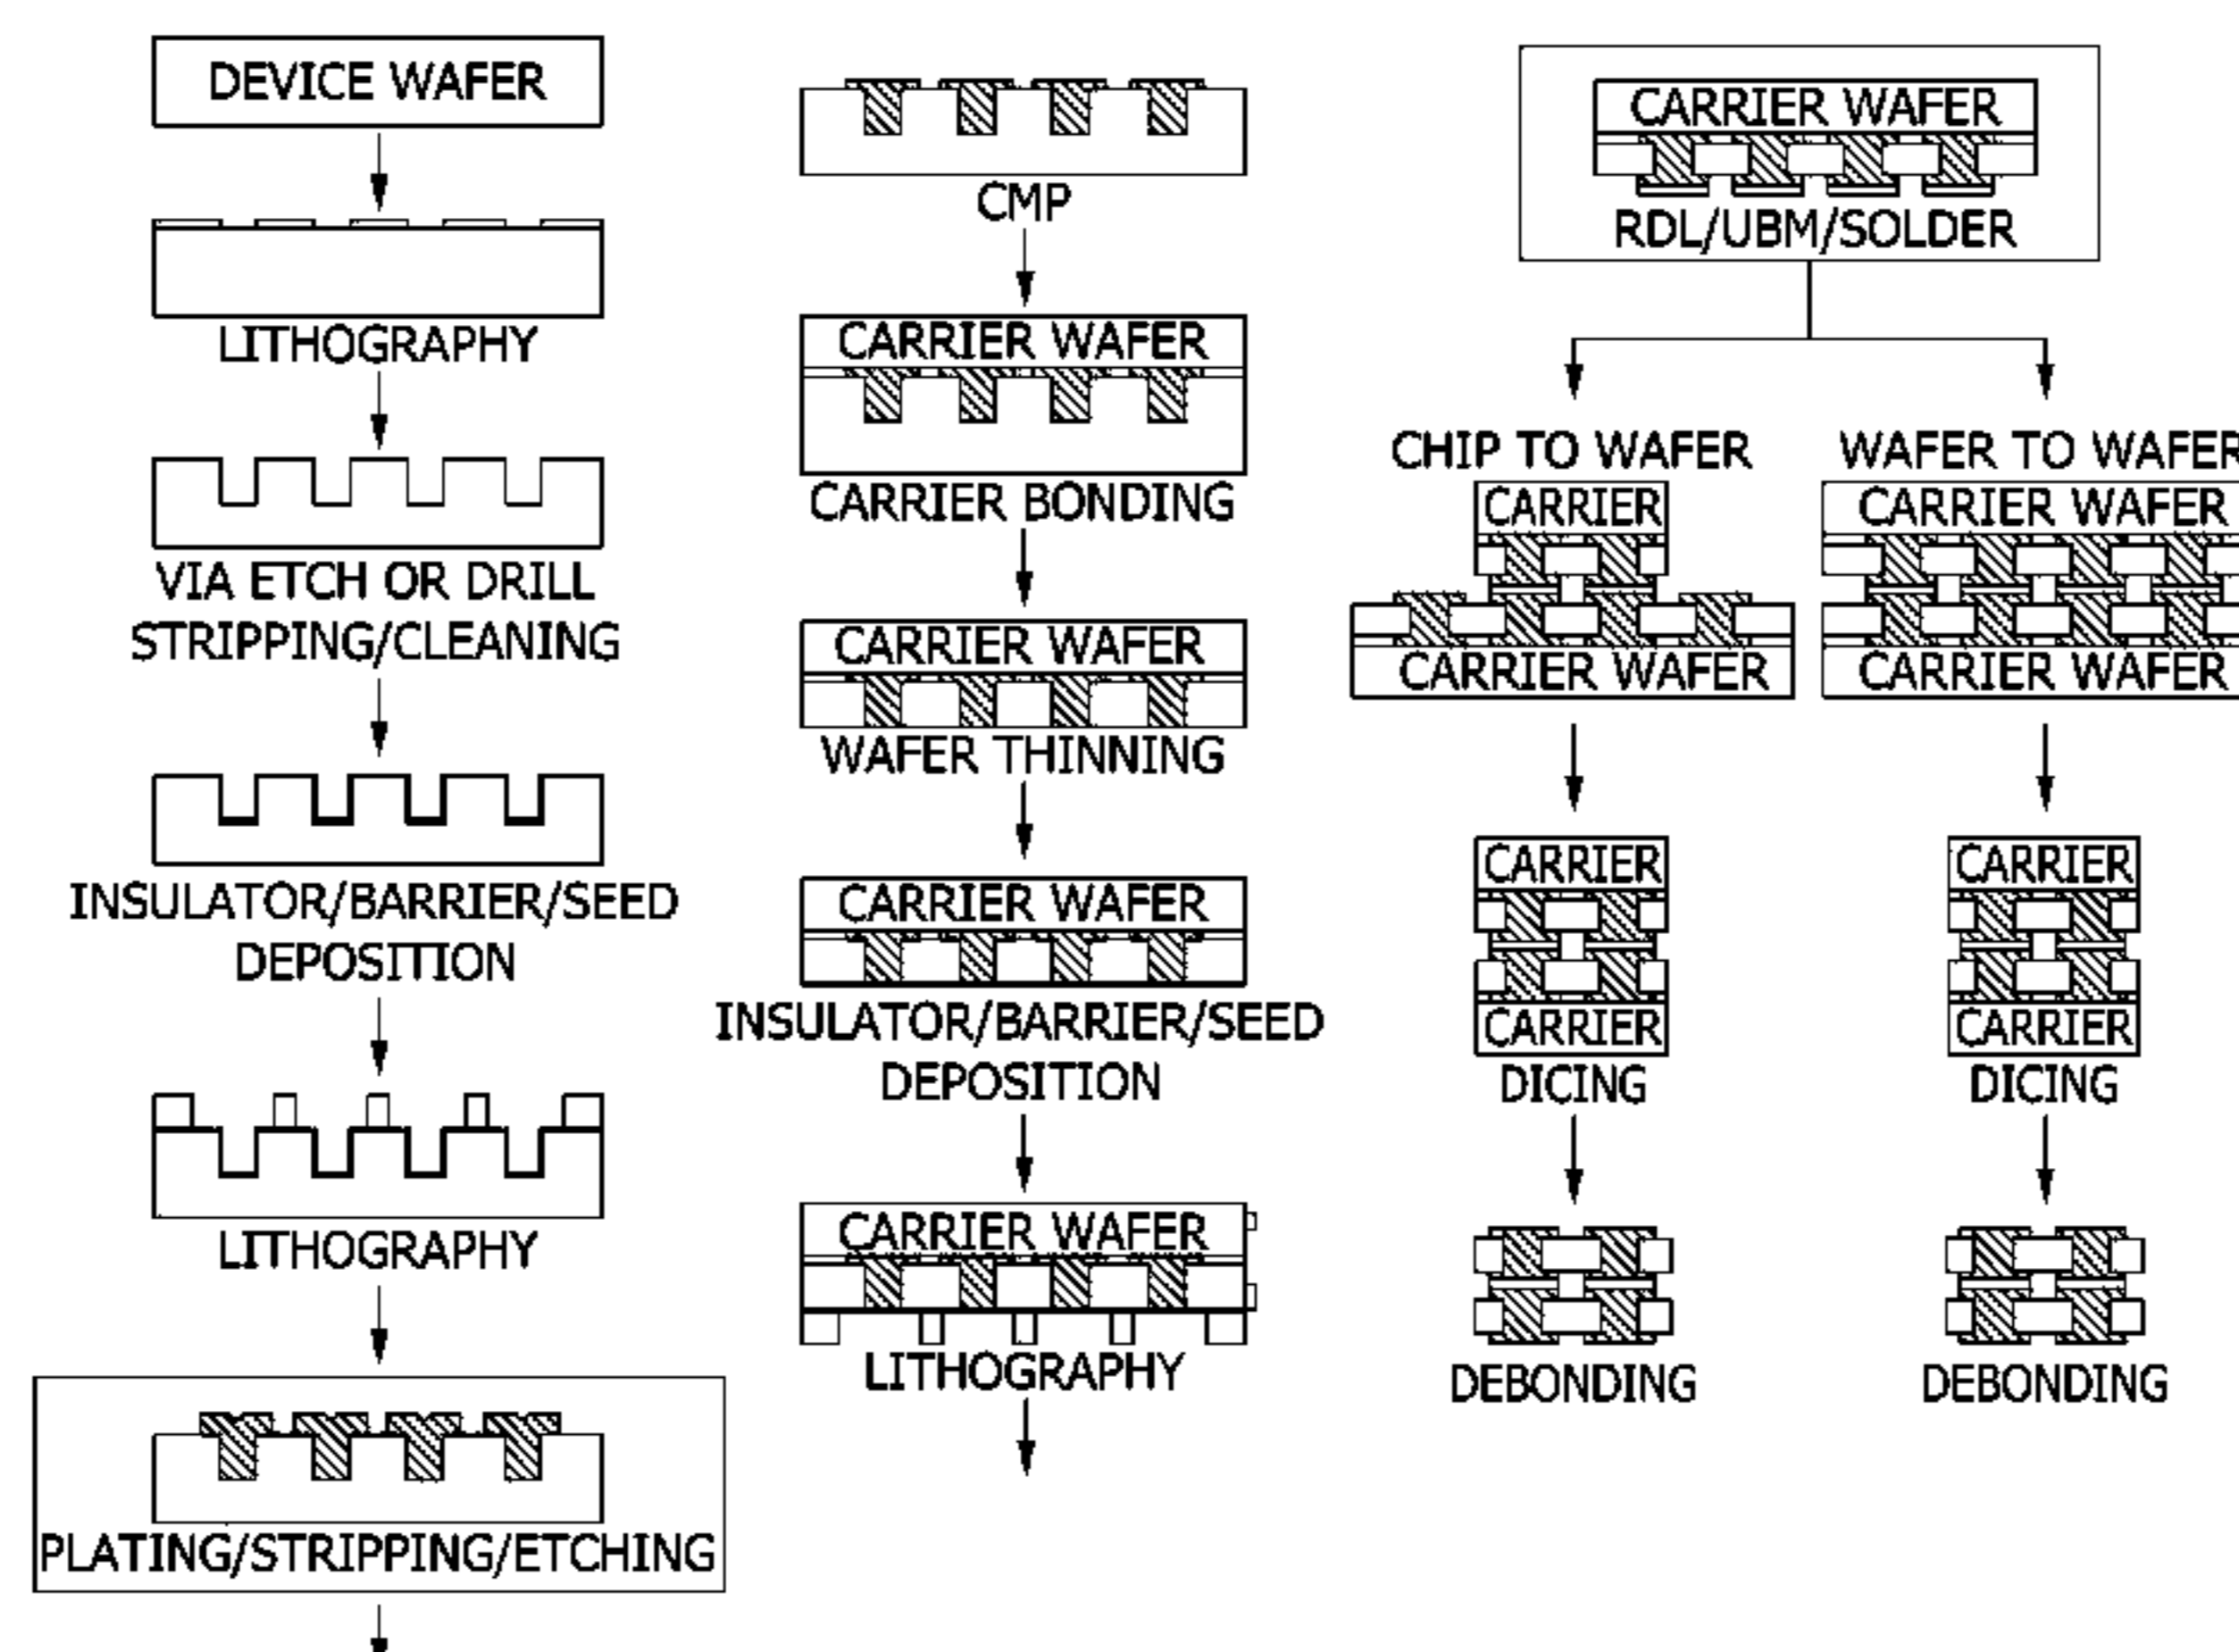 DEVICE WAFER
LITHOGRAPHY
VIA ETCH OR DRILL
STRIPPING/CLEANING
INSULATOR/BARRIER/SEED
DEPOSITION
LITHOGRAPHY
PLATING/STRIPPING/ETCHING
CMP
CARRIER WAFER
CARRIER BONDING
CARRIER WAFER
WAFER THINNING
CARRIER WAFER
INSULATOR/BARRIER/SEED
DEPOSITION
CARRIER WAFER
LITHOGRAPHY
CARRIER WAFER
RDL/UBM/SOLDER
CHIP TO WAFER
CARRIER
CARRIER WAFER
CARRIER
CARRIER
DICING
DEBONDING
WAFER TO WAFER
CARRIER WAFER
CARRIER WAFER
CARRIER
CARRIER
DICING
DEBONDING